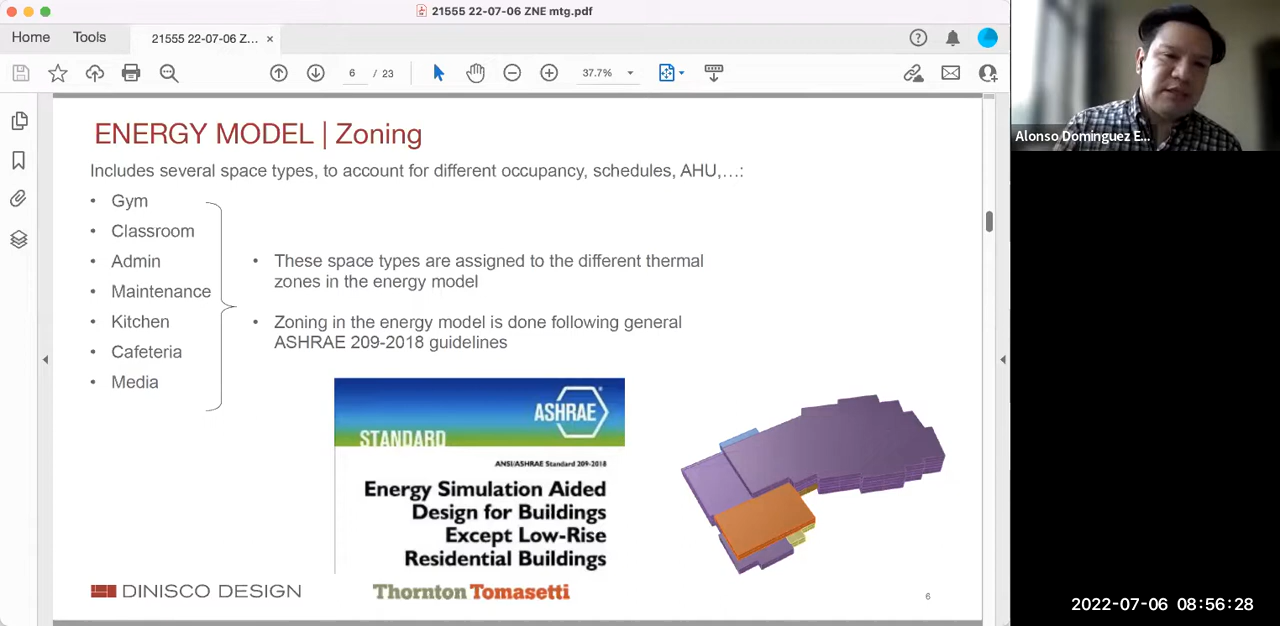 21555 22-07-06 ZNE mtg.pdf
Home Tools 21555 22-07-06 Z... ×
6 / 23 37.7%
ENERGY MODEL | Zoning
Includes several space types, to account for different occupancy, schedules, AHU,...:
• Gym
• Classroom
• Admin
• Maintenance
• Kitchen
• Cafeteria
• Media
• These space types are assigned to the different thermal
zones in the energy model
• Zoning in the energy model is done following general
ASHRAE 209-2018 guidelines
ASHRAE
STANDARD
ANSI/ASHRAE Standard 209-2018
Energy Simulation Aided
Design for Buildings
Except Low-Rise
Residential Buildings
DINISCO DESIGN
Thornton Tomasetti
6
Alonso Dominguez E...
2022-07-06 08:56:28